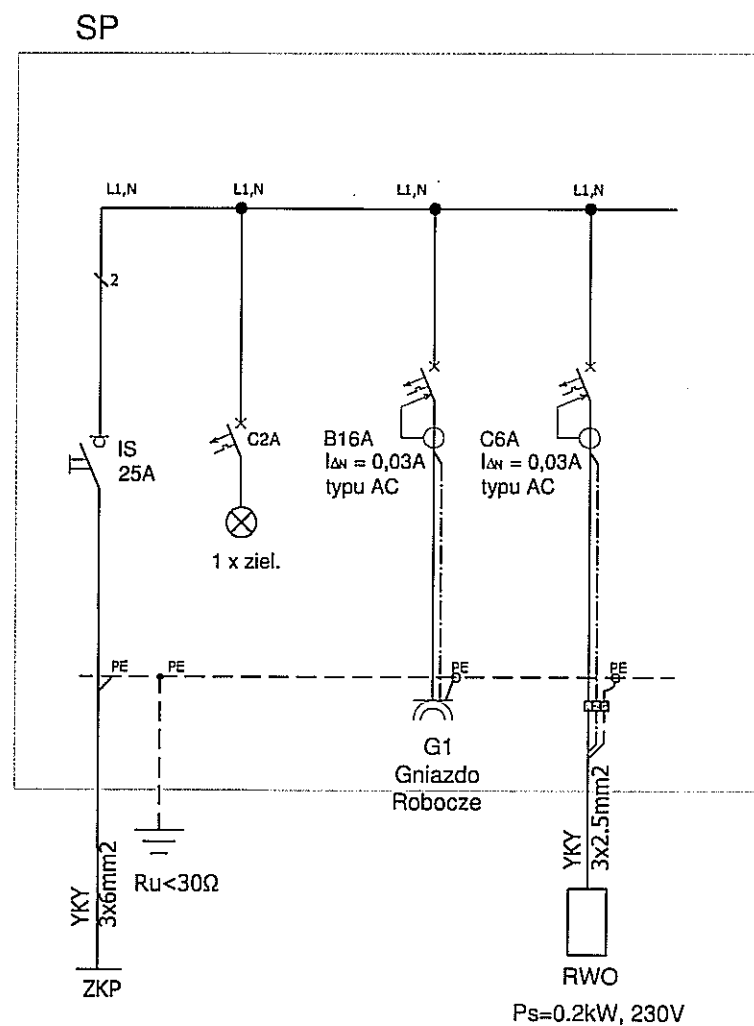 SP
L1,N
L1,N
L1,N
L1,N
2
IS
25A
C2A
1 x ziel.
B16A
IΔN = 0,03A
typu AC
C6A
IΔN = 0,03A
typu AC
PE
PE
PE
PE
G1
Gniazdo
Robocze
YKY
3x6mm2
Ru<30Ω
ZKP
YKY
3x2.5mm2
RWO
Ps=0.2kW, 230V